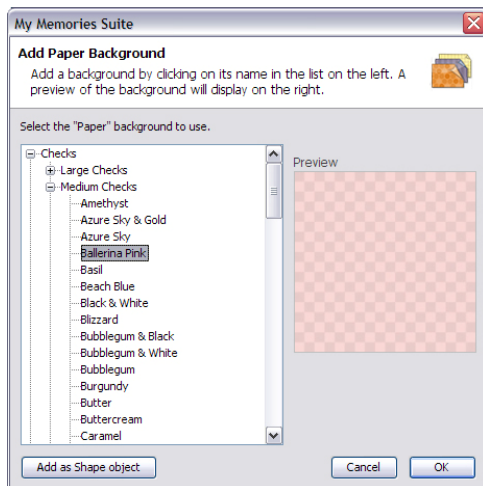 My Memories Suite
Add Paper Background
Add a background by clicking on its name in the list on the left. A
preview of the background will display on the right.
Select the "Paper" background to use.
Checks
Large Checks
Medium Checks
Amethyst
Azure Sky & Gold
Azure Sky
Ballerina Pink
Basil
Beach Blue
Black & White
Blizzard
Bubblegum & Black
Bubblegum & White
Bubblegum
Burgundy
Butter
Buttercream
Caramel
Preview
Add as Shape object
Cancel
OK